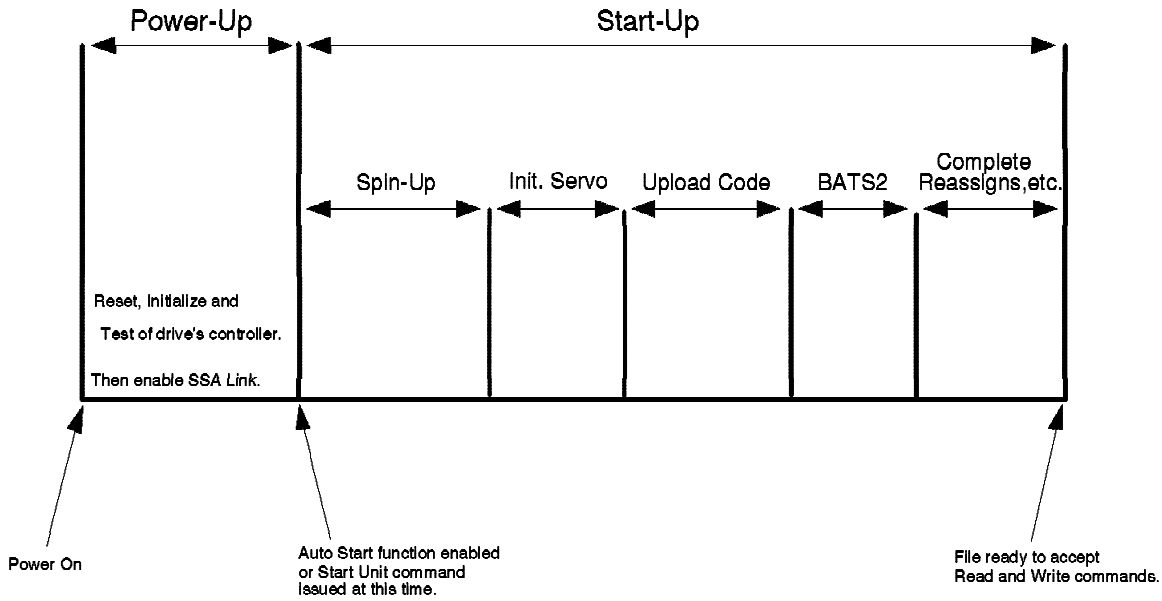 Power-Up
Start-Up
Spin-Up
Init. Servo
Upload Code
BATS2
Complete
Reassigns,etc.
Reset, Initialize and
Test of drive's controller.
Then enable SSA Link.
Power On
Auto Start function enabled
or Start Unit command
issued at this time.
File ready to accept
Read and Write commands.